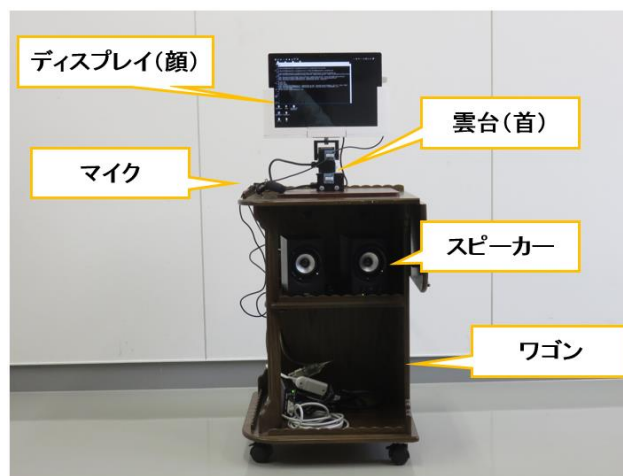 ディスプレイ(顔)
雲台(首)
マイク
スピーカー
ワゴン